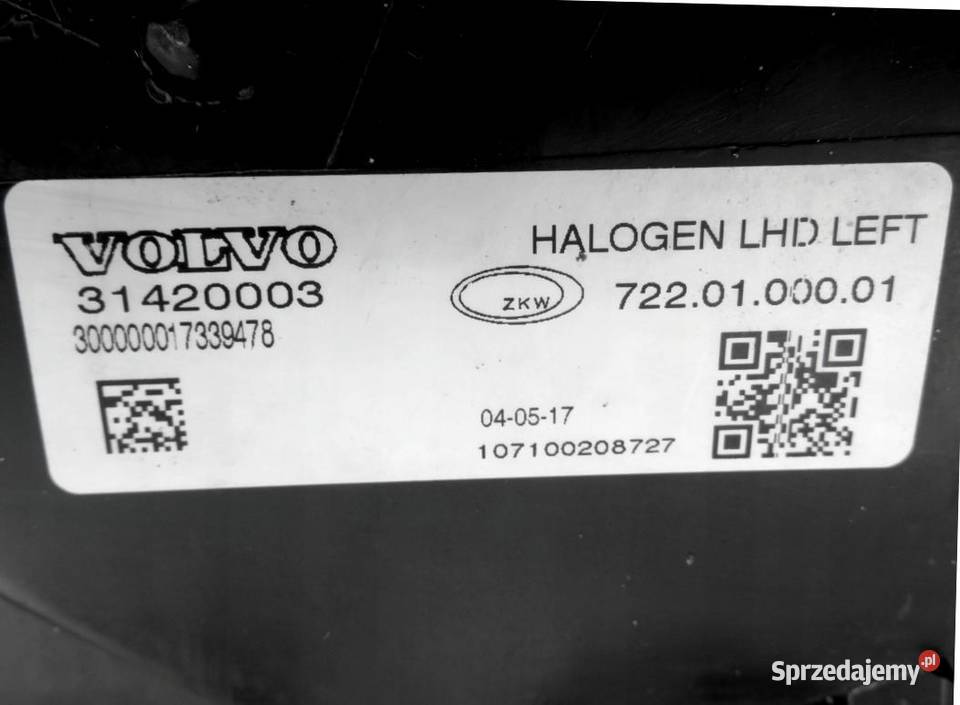 VOLVO
31420003
300000017339478
HALOGEN LHD LEFT
ZKW 722.01.000.01
04-05-17
107100208727
Sprzedajemy.pl